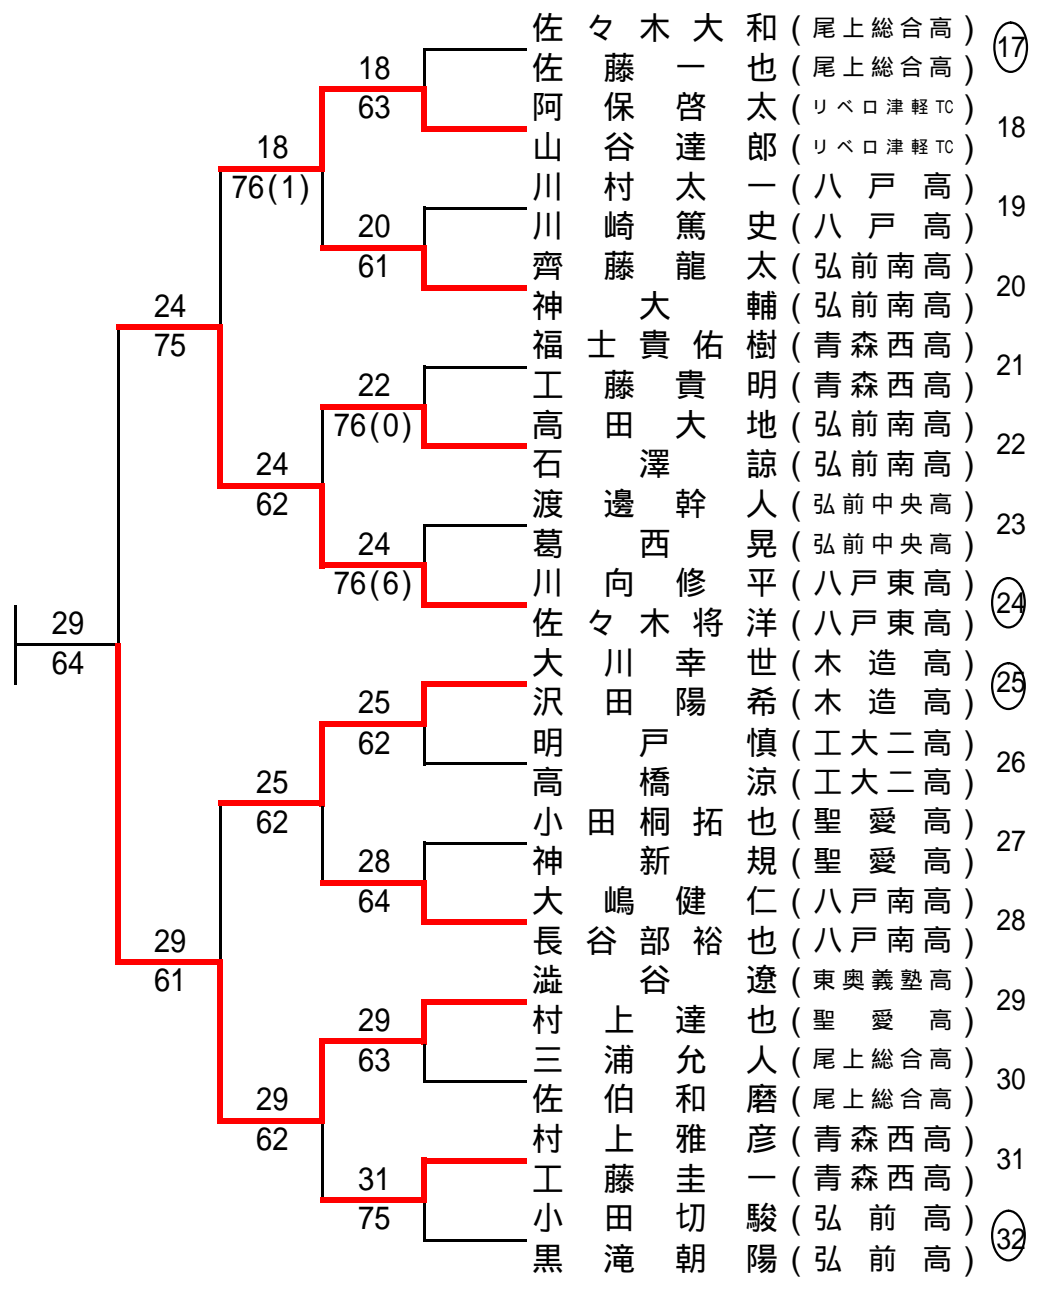 佐々木大和(尾上総合高) 17
佐藤一也(尾上総合高)
阿保啓太(リベロ津軽TC) 18
山谷達郎(リベロ津軽TC)
川村太一(八戸高) 19
川崎篤史(八戸高)
齊藤龍太(弘前南高) 20
神大輔(弘前南高)
福士貴佑樹(青森西高) 21
工藤貴明(青森西高)
高田大地(弘前南高) 22
石澤諒(弘前南高)
渡邊幹人(弘前中央高) 23
葛西晃(弘前中央高)
川向修平(八戸東高) 24
佐々木将洋(八戸東高)
大川幸世(木造高) 25
沢田陽希(木造高)
明戸慎(工大二高) 26
高橋涼(工大二高)
小田桐拓也(聖愛高) 27
神新規(聖愛高)
大嶋健仁(八戸南高) 28
長谷部裕也(八戸南高)
澁谷遼(東奥義塾高) 29
村上達也(聖愛高)
三浦允人(尾上総合高) 30
佐伯和磨(尾上総合高)
村上雅彦(青森西高) 31
工藤圭一(青森西高)
小田切駿(弘前高) 32
黒滝朝陽(弘前高)
18
63
20
61
22
76(0)
24
76(6)
25
62
28
64
29
63
31
75
18
76(1)
24
62
25
62
29
62
24
75
29
61
29
64